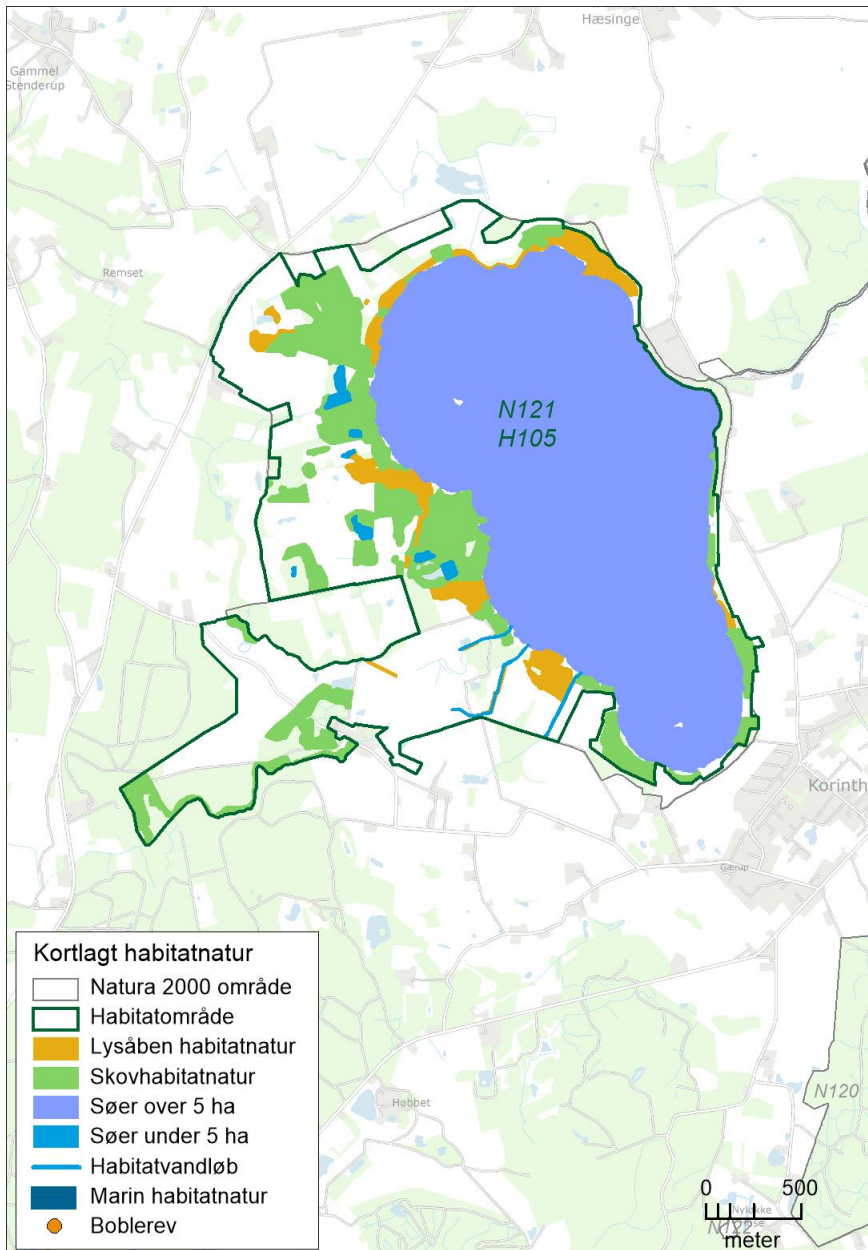 Hæsinge
Gammel
Stenderup
Remset
N121
H105
Korinth
Gærup
Høbbet
N120
Kortlagt habitatnatur
Natura 2000 område
Habitatområde
Lysåben habitatnatur
Skovhabitatnatur
Søer over 5 ha
Søer under 5 ha
Habitatvandløb
Marin habitatnatur
Boblerev
0 500
meter
N122